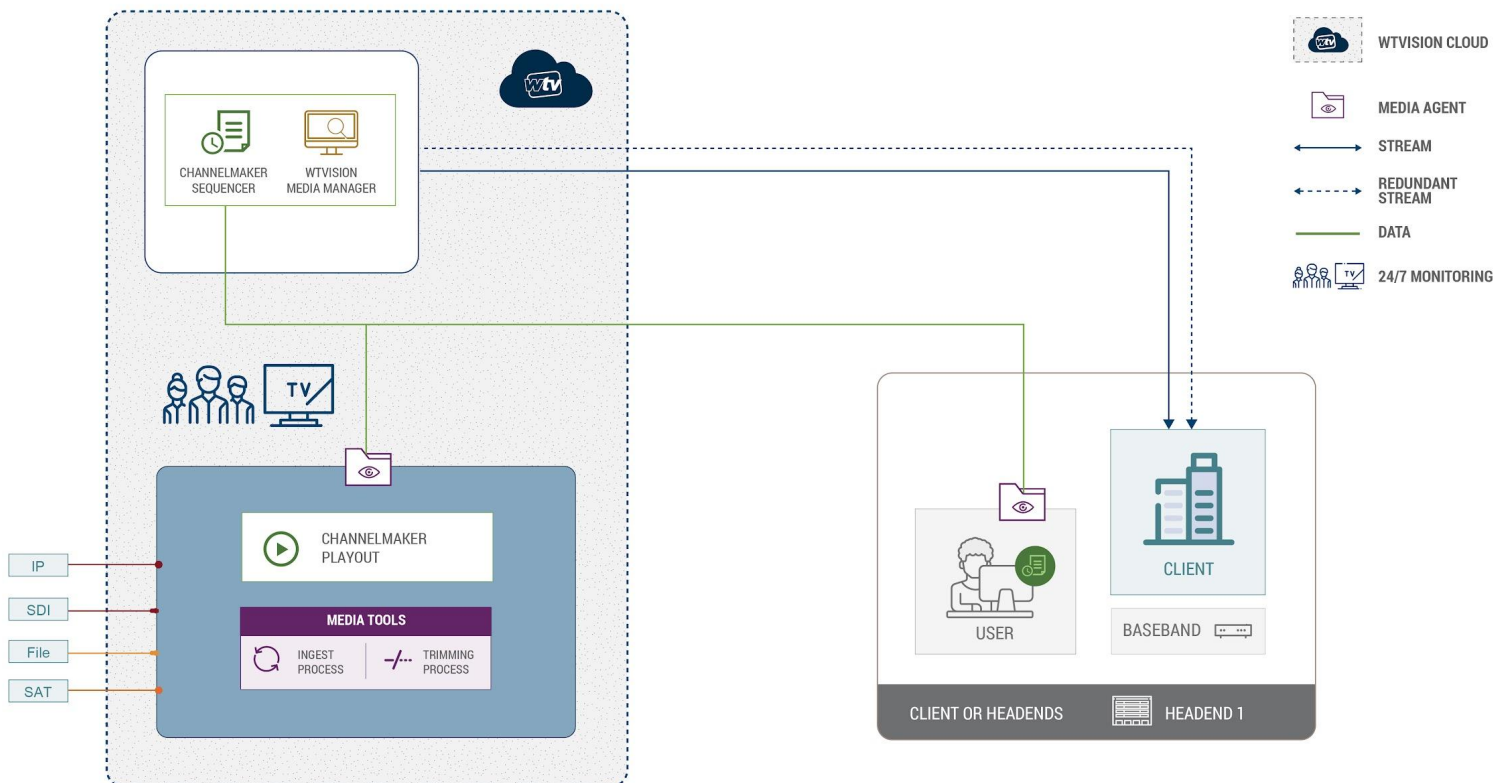 wtv
CHANNELMAKER
SEQUENCER
WTVISION
MEDIA MANAGER
TV
CHANNELMAKER
PLAYOUT
MEDIA TOOLS
INGEST
PROCESS
TRIMMING
PROCESS
IP
SDI
File
SAT
USER
CLIENT
BASEBAND
CLIENT OR HEADENDS
HEADEND 1
wtv
WTVISION CLOUD
MEDIA AGENT
STREAM
REDUNDANT
STREAM
DATA
TV
24/7 MONITORING